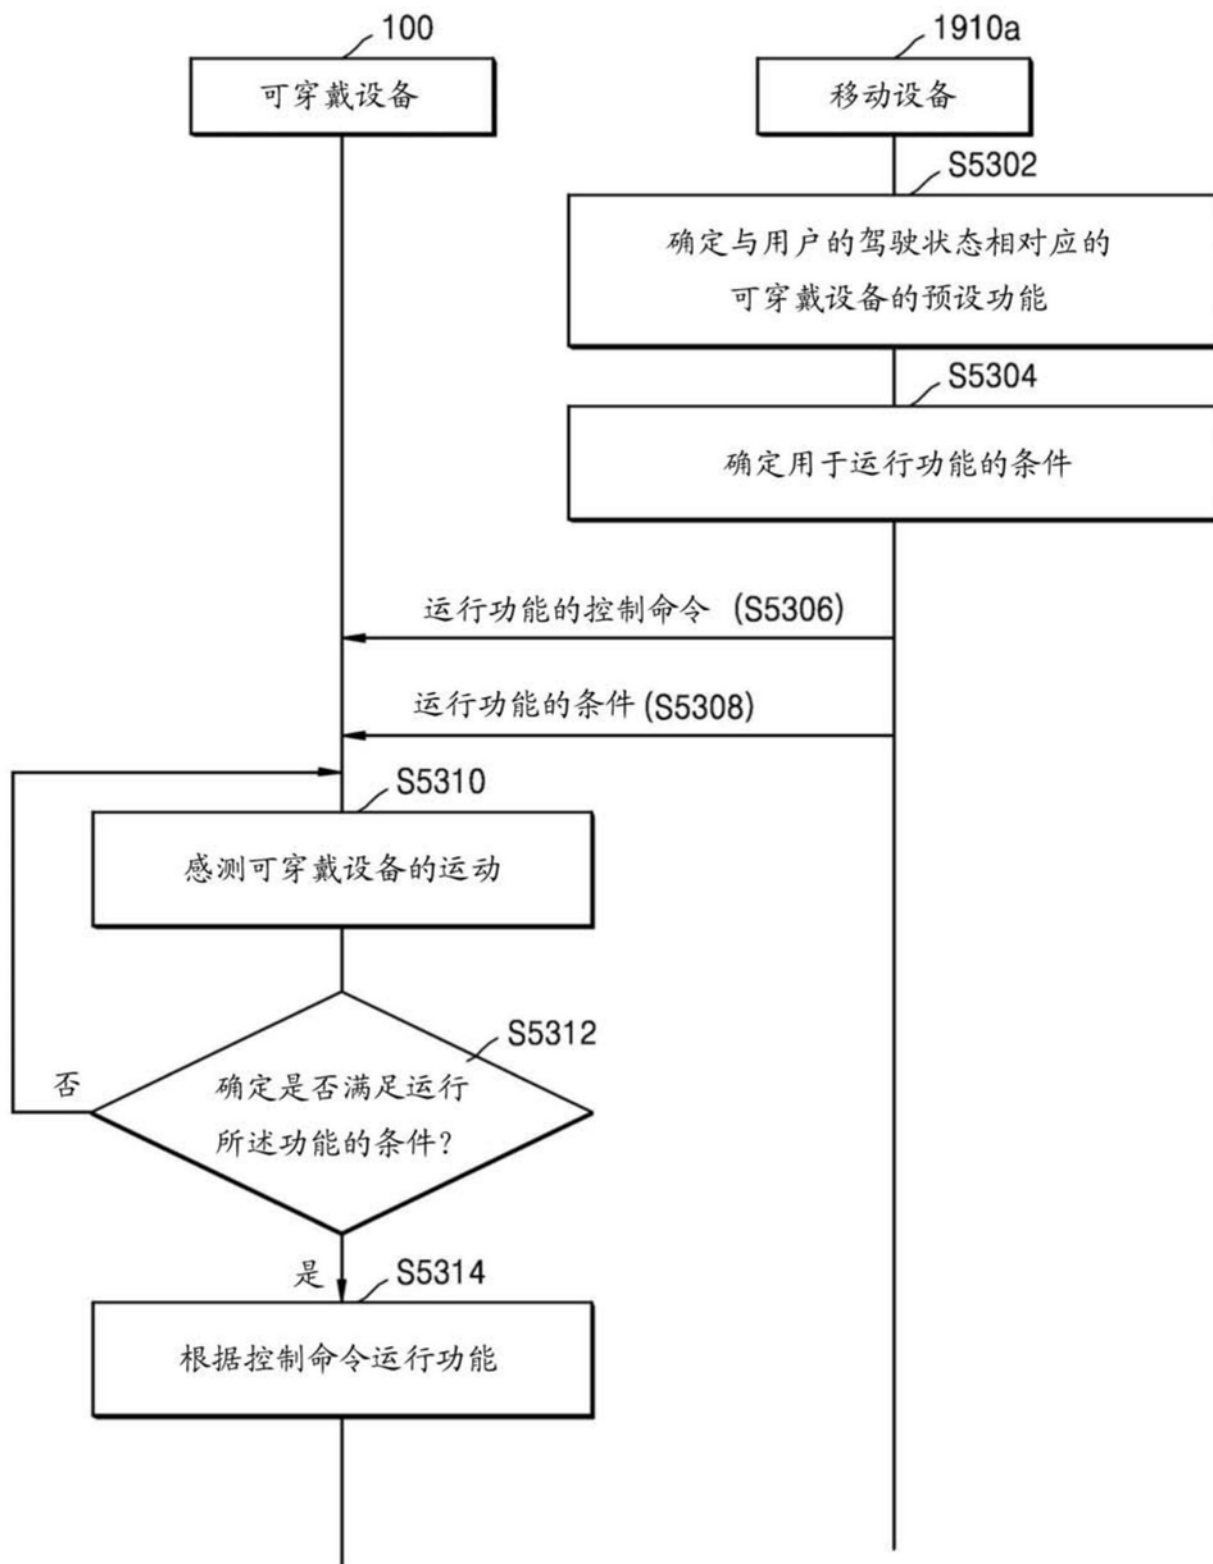 100
1910a
可穿戴设备
移动设备
S5302
确定与用户的驾驶状态相对应的
可穿戴设备的预设功能
S5304
确定用于运行功能的条件
运行功能的控制命令 (S5306)
运行功能的条件(S5308)
S5310
感测可穿戴设备的运动
S5312
确定是否满足运行
所述功能的条件?
否
是
S5314
根据控制命令运行功能